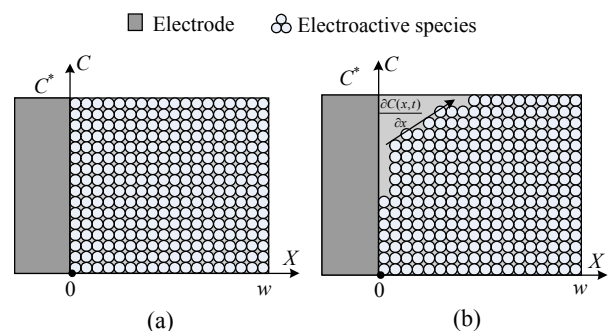 Electrode Electroactive species
C* C
C* C
∂C(x,t)
∂x
X
X
0 w
0 w
(a) (b)